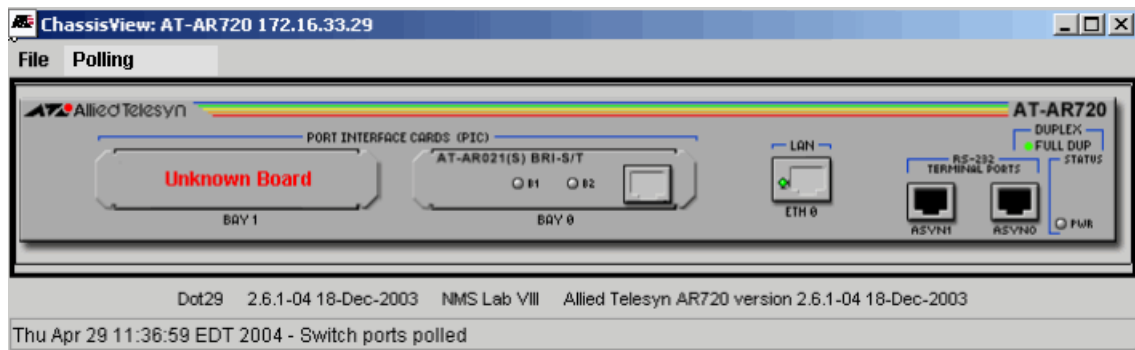 ChassisView: AT-AR720 172.16.33.29
File Polling
Allied Telesyn
AT-AR720
PORT INTERFACE CARDS (PIC)
LAN
DUPLEX
FULL DUP
AT-AR021(S) BRI-S/T
RS-232
TERMINAL PORTS
STATUS
Unknown Board
B1 B2
BAY 1
BAY 0
ETH 0
ASYN1
ASYN0
PWR
Dot29 2.6.1-04 18-Dec-2003 NMS Lab VIII Allied Telesyn AR720 version 2.6.1-04 18-Dec-2003
Thu Apr 29 11:36:59 EDT 2004 - Switch ports polled